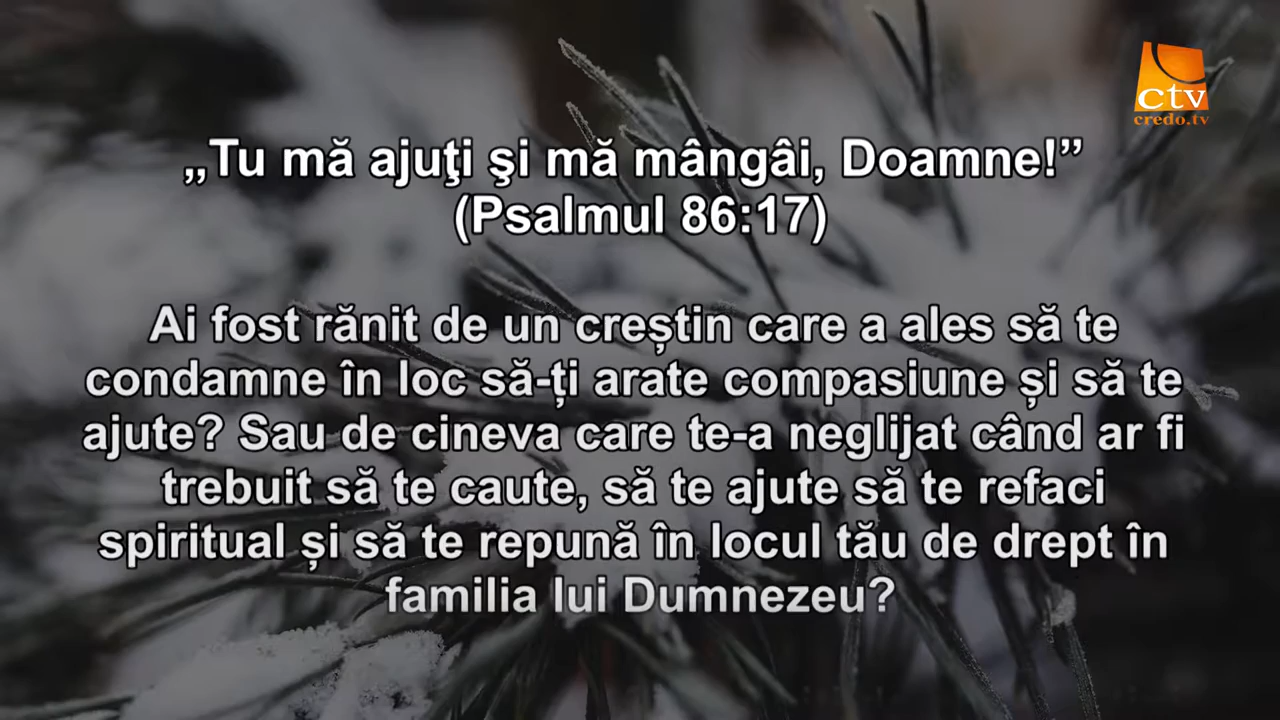 ctv
credo.tv
„Tu mă ajuţi şi mă mângâi, Doamne!”
(Psalmul 86:17)
Ai fost rănit de un creștin care a ales să te
condamne în loc să-ți arate compasiune și să te
ajute? Sau de cineva care te-a neglijat când ar fi
trebuit să te caute, să te ajute să te refaci
spiritual și să te repună în locul tău de drept în
familia lui Dumnezeu?